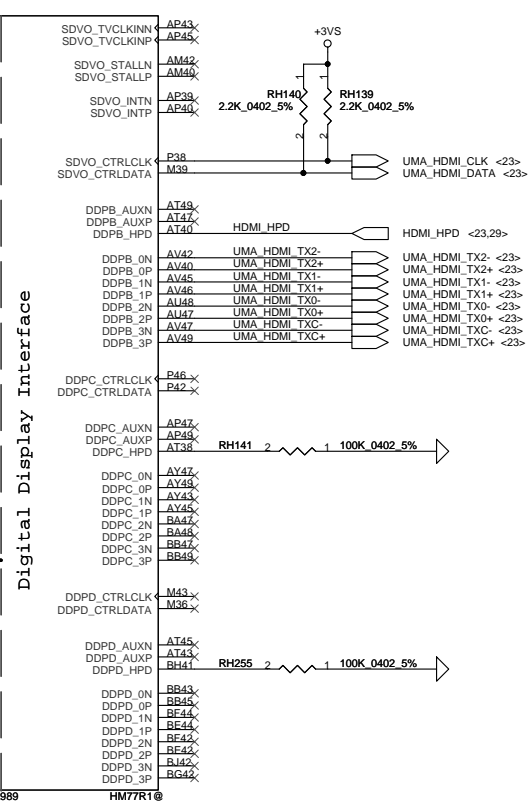 SDVO_TVCLKINN AP43
SDVO_TVCLKINP AP45
+3VS
SDVO_STALLN AM42
SDVO_STALLP AM40
SDVO_INTN AP39
SDVO_INTP AP40
1 1
RH140 RH139
2.2K_0402_5% 2.2K_0402_5%
2 2
SDVO_CTRLCLK P38 UMA_HDMI_CLK <23>
SDVO_CTRLDATA M39 UMA_HDMI_DATA <23>
DDPB_AUXN AT49
DDPB_AUXP AT47
DDPB_HPD AT40 HDMI_HPD HDMI_HPD <23,29>
DDPB_0N AV42 UMA_HDMI_TX2- UMA_HDMI_TX2- <23>
DDPB_0P AV40 UMA_HDMI_TX2+ UMA_HDMI_TX2+ <23>
DDPB_1N AV45 UMA_HDMI_TX1- UMA_HDMI_TX1- <23>
DDPB_1P AV46 UMA_HDMI_TX1+ UMA_HDMI_TX1+ <23>
DDPB_2N AU48 UMA_HDMI_TX0- UMA_HDMI_TX0- <23>
DDPB_2P AU47 UMA_HDMI_TX0+ UMA_HDMI_TX0+ <23>
DDPB_3N AV47 UMA_HDMI_TXC- UMA_HDMI_TXC- <23>
DDPB_3P AV49 UMA_HDMI_TXC+ UMA_HDMI_TXC+ <23>
Digital Display Interface
DDPC_CTRLCLK P46
DDPC_CTRLDATA P42
DDPC_AUXN AP47
DDPC_AUXP AP49
DDPC_HPD AT38 RH141 2 1 100K_0402_5%
DDPC_0N AY47
DDPC_0P AY49
DDPC_1N AY43
DDPC_1P AY45
DDPC_2N BA47
DDPC_2P BA48
DDPC_3N BB47
DDPC_3P BB49
DDPD_CTRLCLK M43
DDPD_CTRLDATA M36
DDPD_AUXN AT45
DDPD_AUXP AT43
DDPD_HPD BH41 RH255 2 1 100K_0402_5%
DDPD_0N BB43
DDPD_0P BB45
DDPD_1N BF44
DDPD_1P BE44
DDPD_2N BF42
DDPD_2P BE42
DDPD_3N BJ42
DDPD_3P BG42
989 HM77R1@